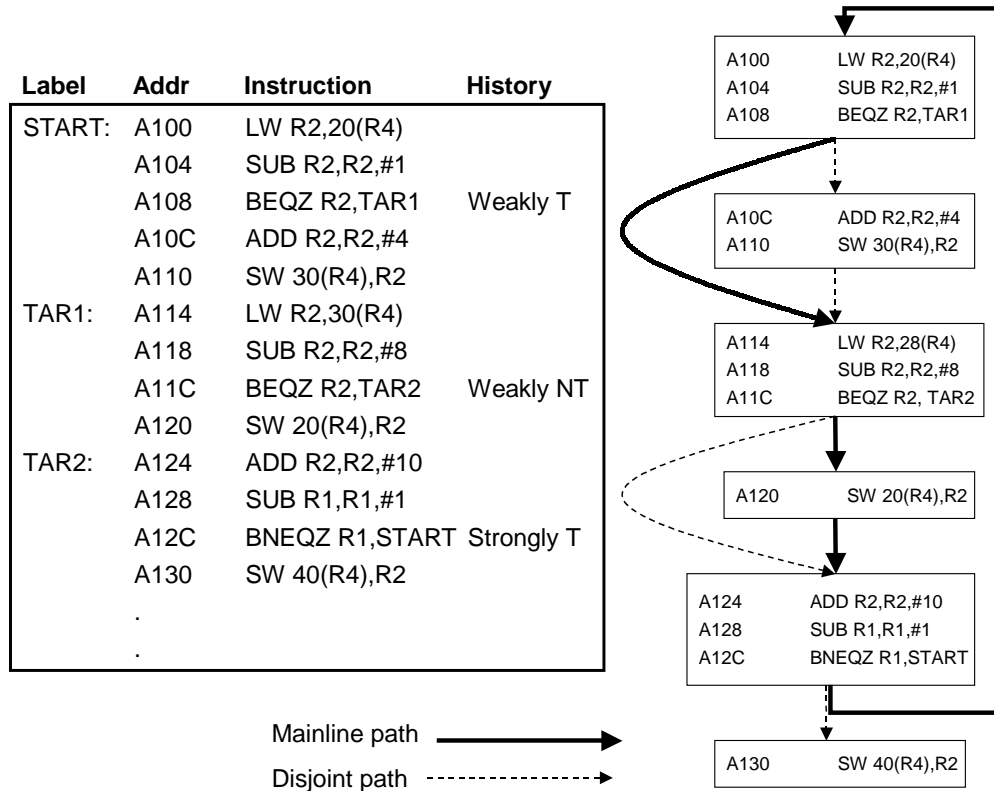 Label Addr Instruction History
START: A100 LW R2,20(R4)
A104 SUB R2,R2,#1
A108 BEQZ R2,TAR1 Weakly T
A10C ADD R2,R2,#4
A110 SW 30(R4),R2
TAR1: A114 LW R2,30(R4)
A118 SUB R2,R2,#8
A11C BEQZ R2,TAR2 Weakly NT
A120 SW 20(R4),R2
TAR2: A124 ADD R2,R2,#10
A128 SUB R1,R1,#1
A12C BNEQZ R1,START Strongly T
A130 SW 40(R4),R2
.
.
A100 LW R2,20(R4)
A104 SUB R2,R2,#1
A108 BEQZ R2,TAR1
A10C ADD R2,R2,#4
A110 SW 30(R4),R2
A114 LW R2,28(R4)
A118 SUB R2,R2,#8
A11C BEQZ R2, TAR2
A120 SW 20(R4),R2
A124 ADD R2,R2,#10
A128 SUB R1,R1,#1
A12C BNEQZ R1,START
A130 SW 40(R4),R2
Mainline path
Disjoint path